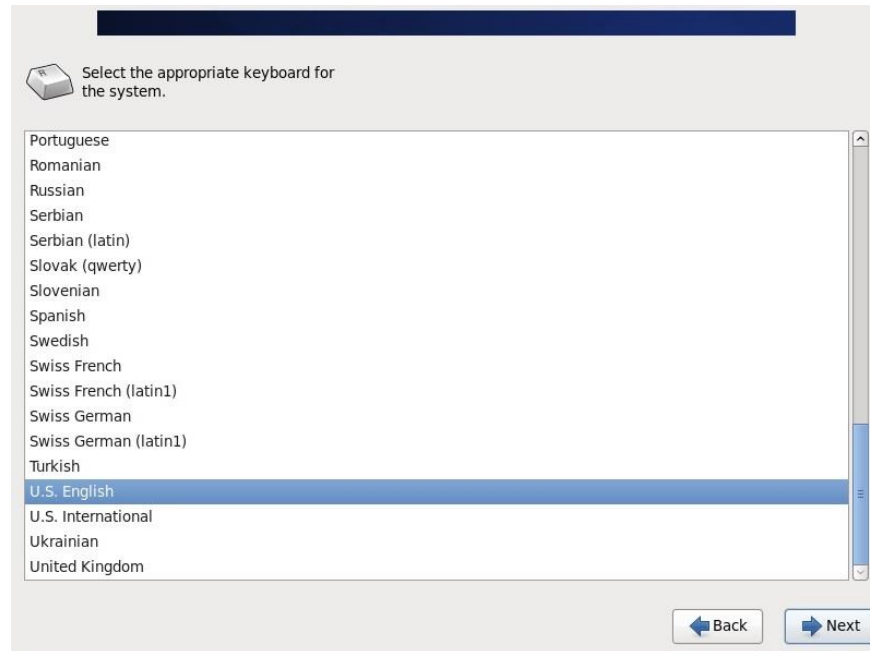 Select the appropriate keyboard for
the system.
Portuguese
Romanian
Russian
Serbian
Serbian (latin)
Slovak (qwerty)
Slovenian
Spanish
Swedish
Swiss French
Swiss French (latin1)
Swiss German
Swiss German (latin1)
Turkish
U.S. English
U.S. International
Ukrainian
United Kingdom
Back
Next